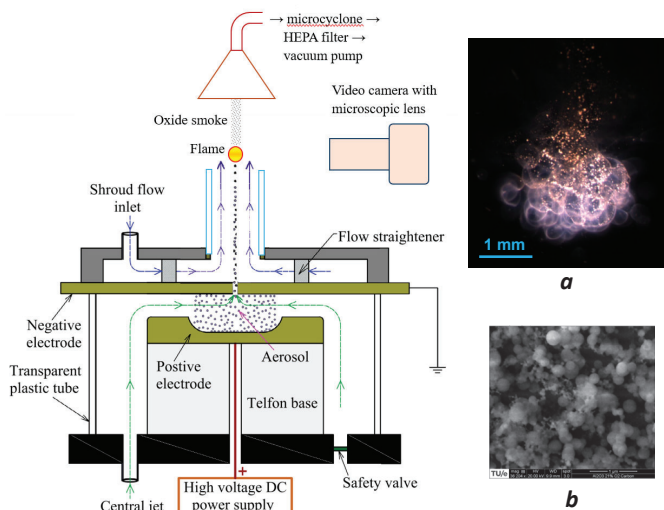 → microcyclone →
HEPA filter →
vacuum pump
Video camera with
microscopic lens
Oxide smoke
Flame
Shroud flow
inlet
Flow straightener
1 mm
a
Negative
electrode
Transparent
plastic tube
Postive
electrode
Aerosol
Telfon base
+
Safety valve
High voltage DC
power supply
Central jet
TU/e
b